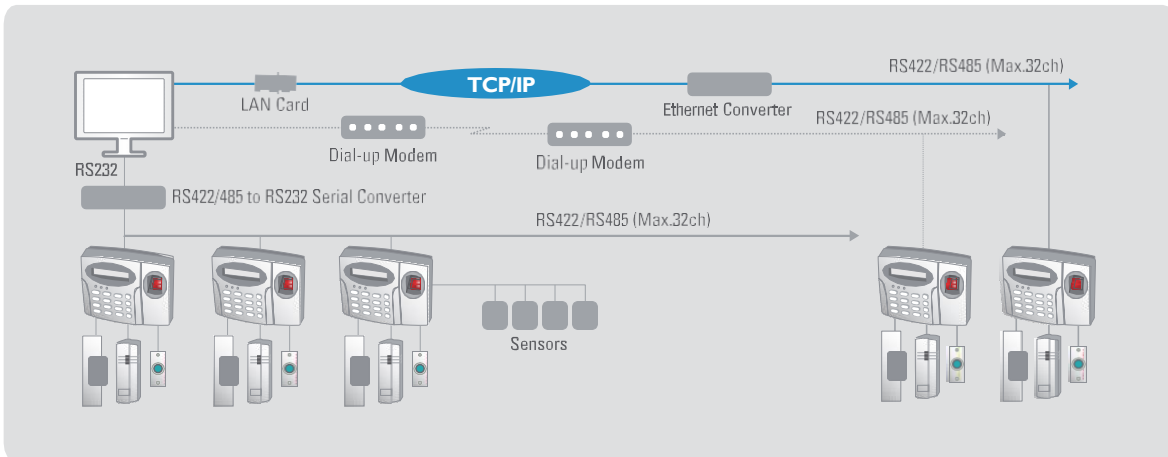 RS422/RS485 (Max.32ch)
TCP/IP
LAN Card
Ethernet Converter
RS422/RS485 (Max.32ch)
Dial-up Modem
Dial-up Modem
RS232
RS422/485 to RS232 Serial Converter
RS422/RS485 (Max.32ch)
Sensors